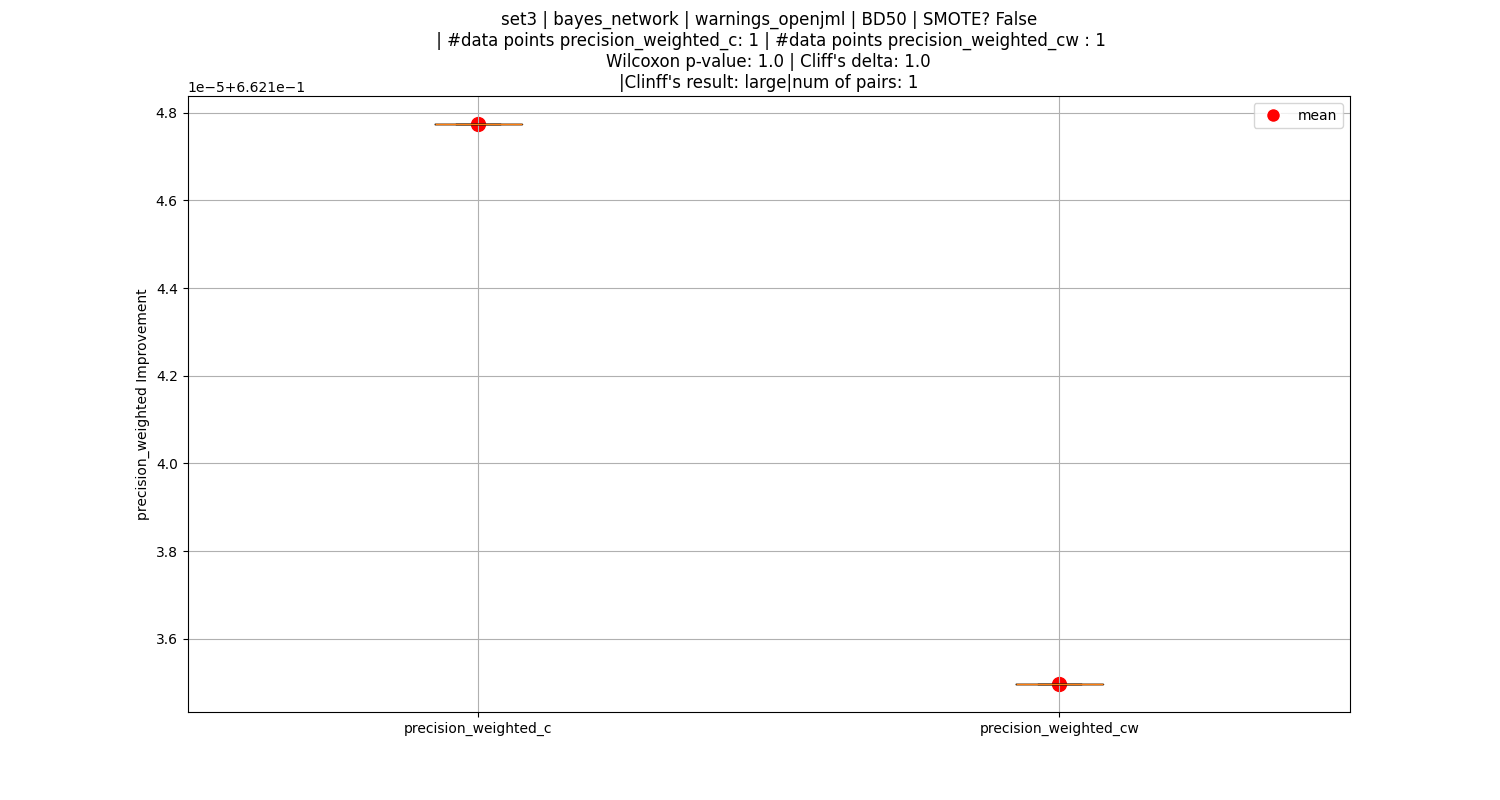 set3 | bayes_network | warnings_openjml | BD50 | SMOTE? False
| #data points precision_weighted_c: 1 | #data points precision_weighted_cw : 1
Wilcoxon p-value: 1.0 | Cliff's delta: 1.0
|Clinff's result: large|num of pairs: 1
1e−5+6.621e−1
mean
4.8
4.6
4.4
4.2
4.0
3.8
3.6
precision_weighted Improvement
precision_weighted_c
precision_weighted_cw